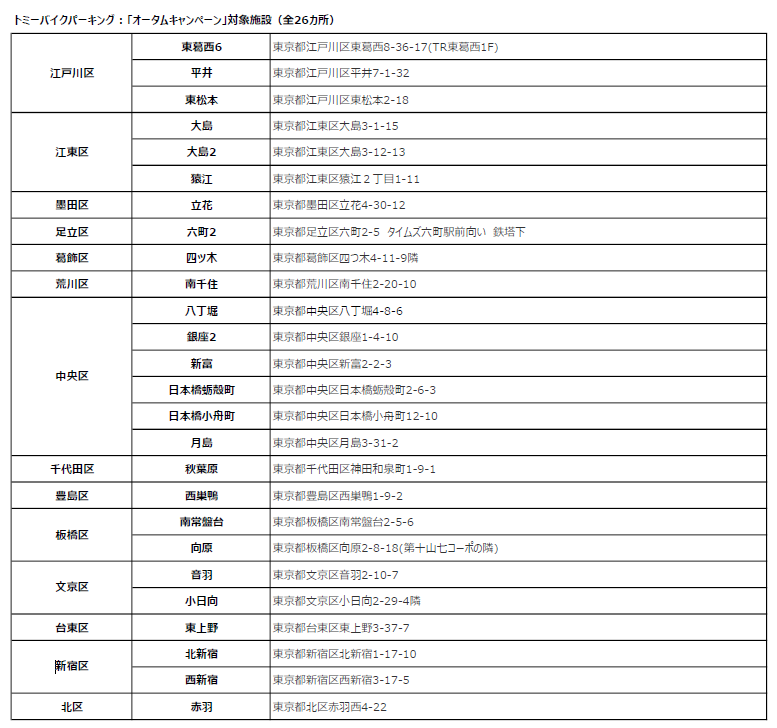 トミーバイクパーキング：「オータムキャンペーン」対象施設（全26カ所）
江戸川区 東葛西6 東京都江戸川区東葛西8-36-17(TR東葛西1F)
平井 東京都江戸川区平井7-1-32
東松本 東京都江戸川区東松本2-18
江東区 大島 東京都江東区大島3-1-15
大島2 東京都江東区大島3-12-13
猿江 東京都江東区猿江２丁目1-11
墨田区 立花 東京都墨田区立花4-30-12
足立区 六町2 東京都足立区六町2-5 タイムズ六町駅前向い 鉄塔下
葛飾区 四ツ木 東京都葛飾区四つ木4-11-9隣
荒川区 南千住 東京都荒川区南千住2-20-10
中央区 八丁堀 東京都中央区八丁堀4-8-6
銀座2 東京都中央区銀座1-4-10
新富 東京都中央区新富2-2-3
日本橋蛎殻町 東京都中央区日本橋蛎殻町2-6-3
日本橋小舟町 東京都中央区日本橋小舟町12-10
月島 東京都中央区月島3-31-2
千代田区 秋葉原 東京都千代田区神田和泉町1-9-1
豊島区 西巣鴨 東京都豊島区西巣鴨1-9-2
板橋区 南常盤台 東京都板橋区南常盤台2-5-6
向原 東京都板橋区向原2-8-18(第十山七コーポの隣)
文京区 音羽 東京都文京区音羽2-10-7
小日向 東京都文京区小日向2-29-4隣
台東区 東上野 東京都台東区東上野3-37-7
新宿区 北新宿 東京都新宿区北新宿1-17-10
西新宿 東京都新宿区西新宿3-17-5
北区 赤羽 東京都北区赤羽西4-22